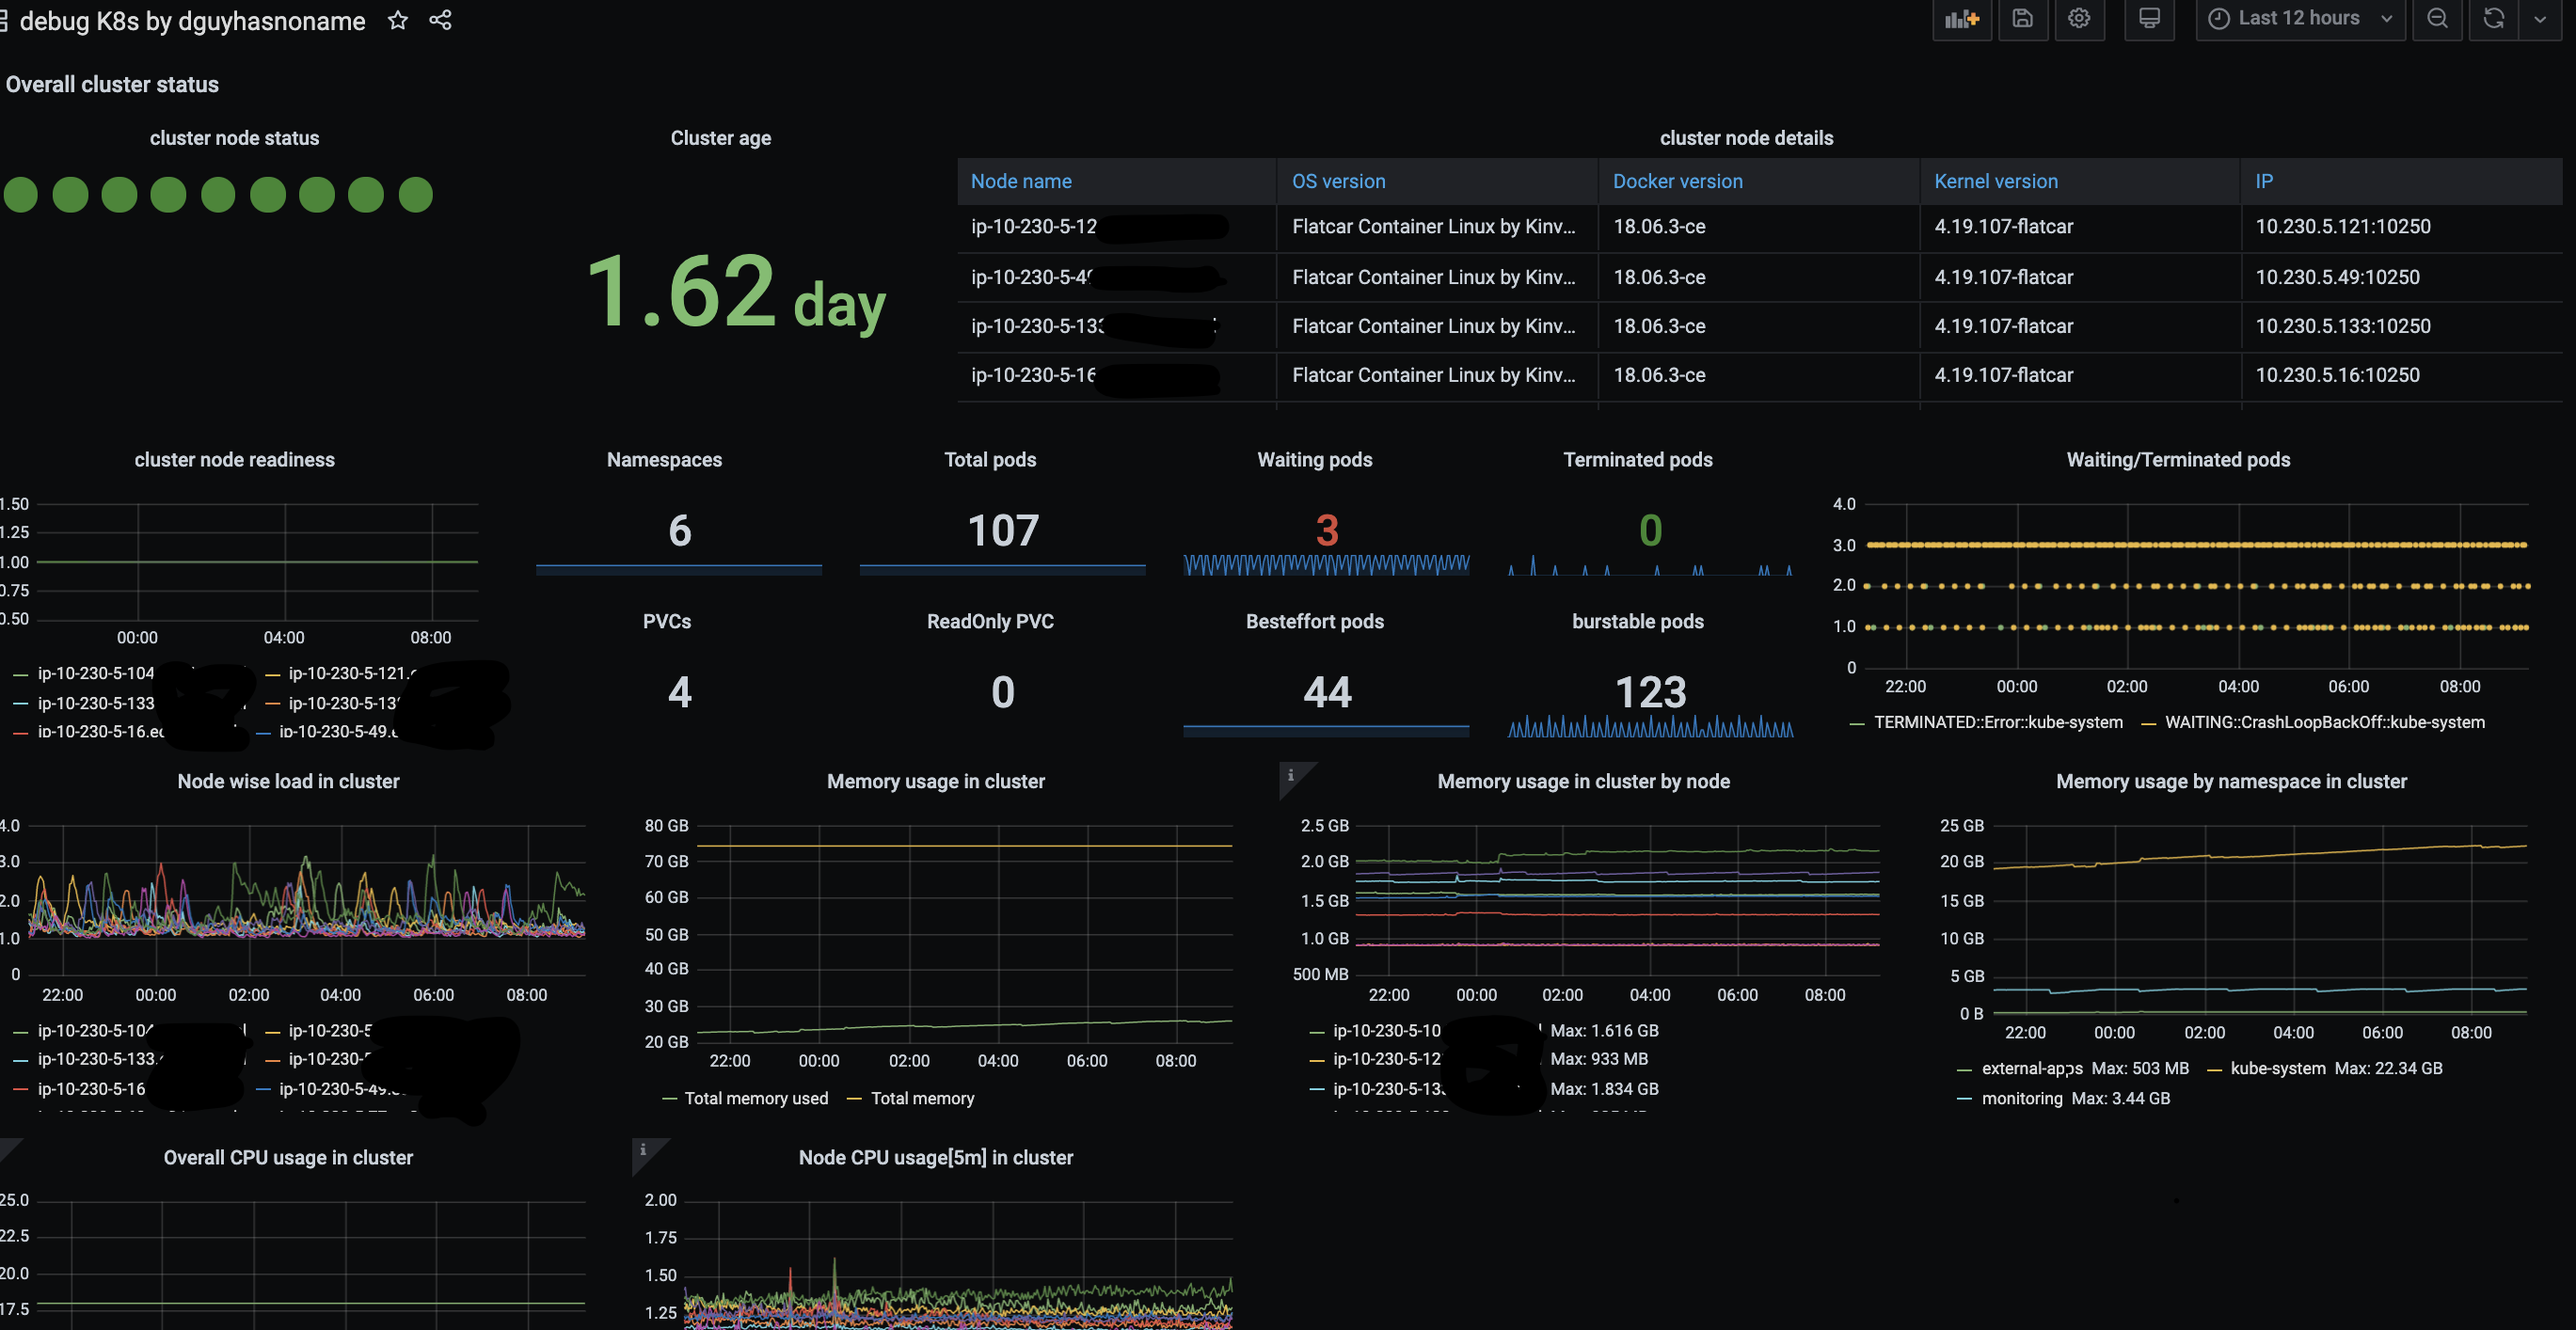 debug K8s by dguyhasnoname
Last 12 hours
Overall cluster status
cluster node status
Cluster age
1.62 day
cluster node details
Node name OS version Docker version Kernel version IP
ip-10-230-5-12 Flatcar Container Linux by Kinv... 18.06.3-ce 4.19.107-flatcar 10.230.5.121:10250
ip-10-230-5-49 Flatcar Container Linux by Kinv... 18.06.3-ce 4.19.107-flatcar 10.230.5.49:10250
ip-10-230-5-133 Flatcar Container Linux by Kinv... 18.06.3-ce 4.19.107-flatcar 10.230.5.133:10250
ip-10-230-5-16 Flatcar Container Linux by Kinv... 18.06.3-ce 4.19.107-flatcar 10.230.5.16:10250
cluster node readiness
1.50
1.25
1.00
0.75
0.50
00:00 04:00 08:00
ip-10-230-5-104 ip-10-230-5-121.
ip-10-230-5-133 ip-10-230-5-13
ip-10-230-5-16.ec ip-10-230-5-49.e
Namespaces
6
Total pods
107
Waiting pods
3
Terminated pods
0
PVCs
4
ReadOnly PVC
0
Besteffort pods
44
burstable pods
123
Waiting/Terminated pods
4.0
3.0
2.0
1.0
0
22:00 00:00 02:00 04:00 06:00 08:00
TERMINATED::Error::kube-system WAITING::CrashLoopBackOff::kube-system
Node wise load in cluster
4.0
3.0
2.0
1.0
0
22:00 00:00 02:00 04:00 06:00 08:00
ip-10-230-5-104 ip-10-230-5
ip-10-230-5-133. ip-10-230-5
ip-10-230-5-16 ip-10-230-5-49.
Memory usage in cluster
80 GB
70 GB
60 GB
50 GB
40 GB
30 GB
20 GB
22:00 00:00 02:00 04:00 06:00 08:00
Total memory used Total memory
Memory usage in cluster by node
2.5 GB
2.0 GB
1.5 GB
1.0 GB
500 MB
22:00 00:00 02:00 04:00 06:00 08:00
ip-10-230-5-10 Max: 1.616 GB
ip-10-230-5-12 Max: 933 MB
ip-10-230-5-13 Max: 1.834 GB
Memory usage by namespace in cluster
25 GB
20 GB
15 GB
10 GB
5 GB
0 B
22:00 00:00 02:00 04:00 06:00 08:00
external-apps Max: 503 MB kube-system Max: 22.34 GB
monitoring Max: 3.44 GB
Overall CPU usage in cluster
25.0
22.5
20.0
17.5
Node CPU usage[5m] in cluster
2.00
1.75
1.50
1.25